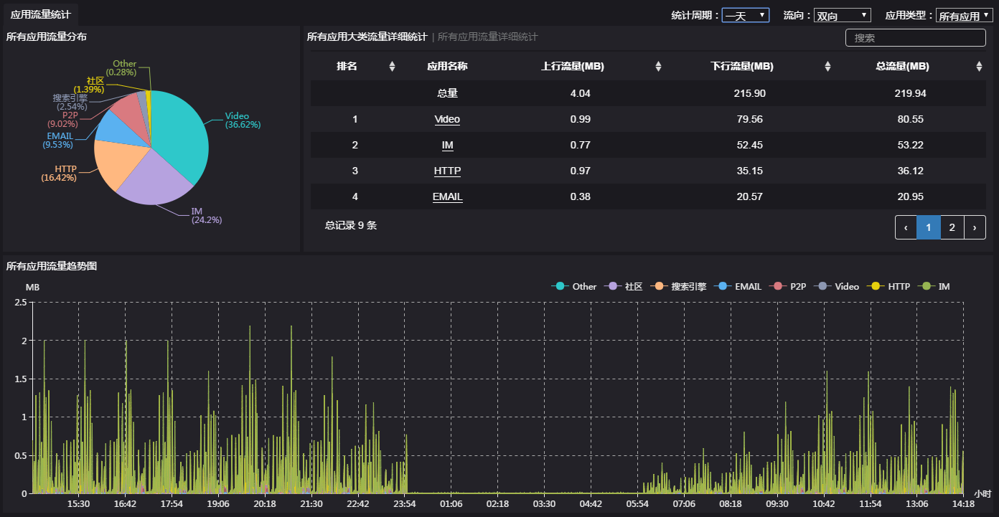 应用流量统计
统计周期： 一天 流向： 双向 应用类型： 所有应用
所有应用流量分布
Other
(0.28%)
社区
(1.39%)
搜索引擎
(2.54%)
P2P
(9.02%)
EMAIL
(9.53%)
HTTP
(16.42%)
Video
(36.62%)
IM
(24.2%)
所有应用大类流量详细统计 | 所有应用流量详细统计
搜索
排名 应用名称 上行流量(MB) 下行流量(MB) 总流量(MB)
总量 4.04 215.90 219.94
1 Video 0.99 79.56 80.55
2 IM 0.77 52.45 53.22
3 HTTP 0.97 35.15 36.12
4 EMAIL 0.38 20.57 20.95
总记录 9 条
‹ 1 2 ›
所有应用流量趋势图
MB
Other 社区 搜索引擎 EMAIL P2P Video HTTP IM
2.5
2
1.5
1
0.5
0
小时
15:30 16:42 17:54 19:06 20:18 21:30 22:42 23:54 01:06 02:18 03:30 04:42 05:54 07:06 08:18 09:30 10:42 11:54 13:06 14:18